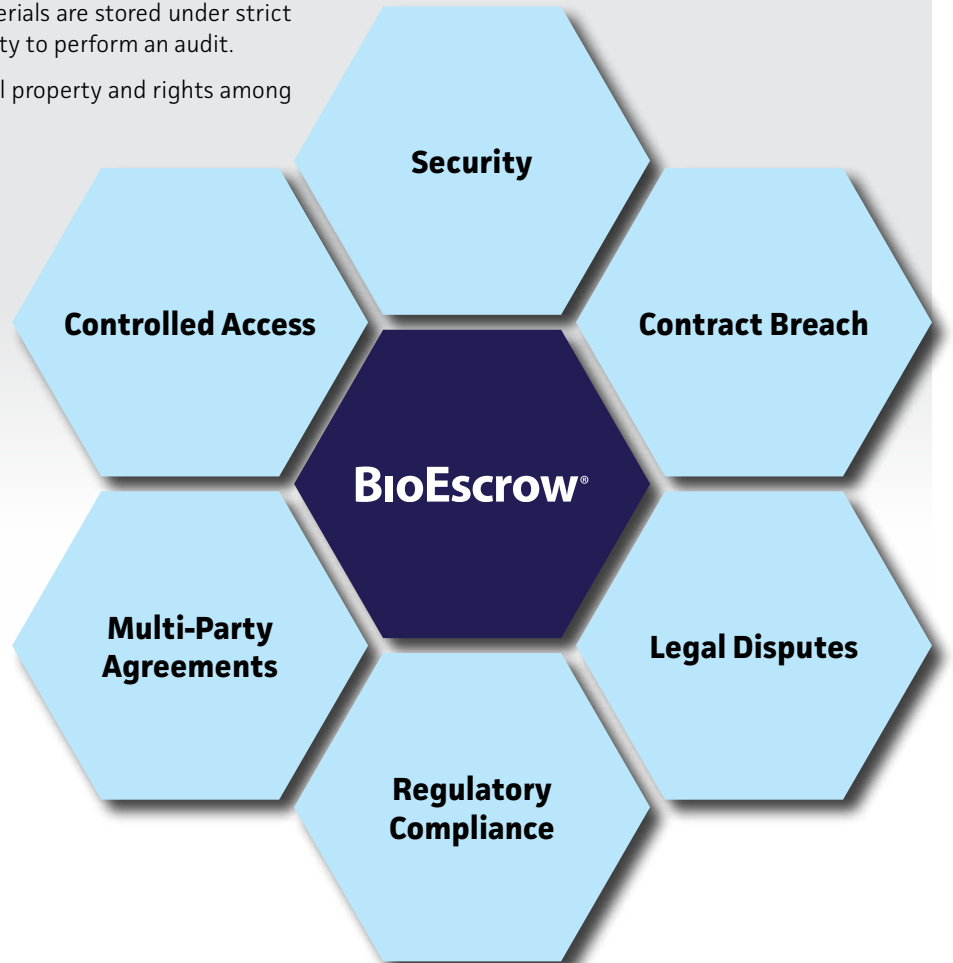 erials are stored under strict
ty to perform an audit.
l property and rights among
Security
Controlled Access
Contract Breach
BIOESCROW®
Multi-Party
Agreements
Legal Disputes
Regulatory
Compliance